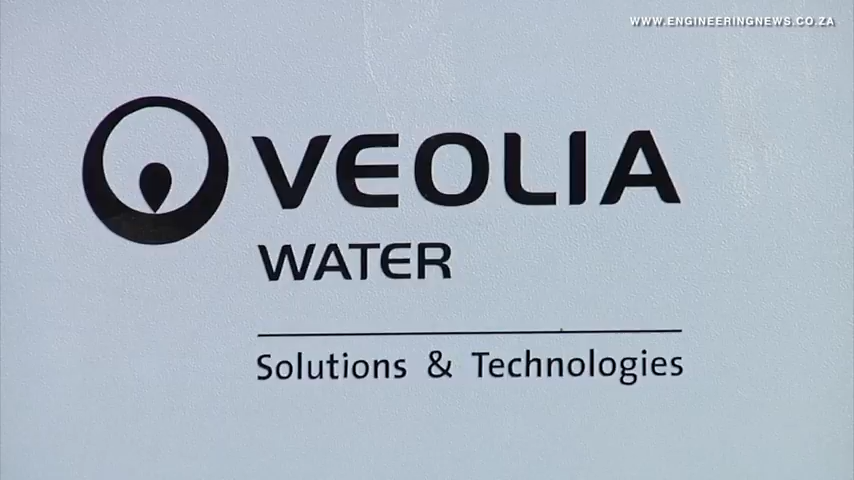 WWW.ENGINEERINGNEWS.CO.ZA
VEOLIA
WATER
Solutions & Technologies